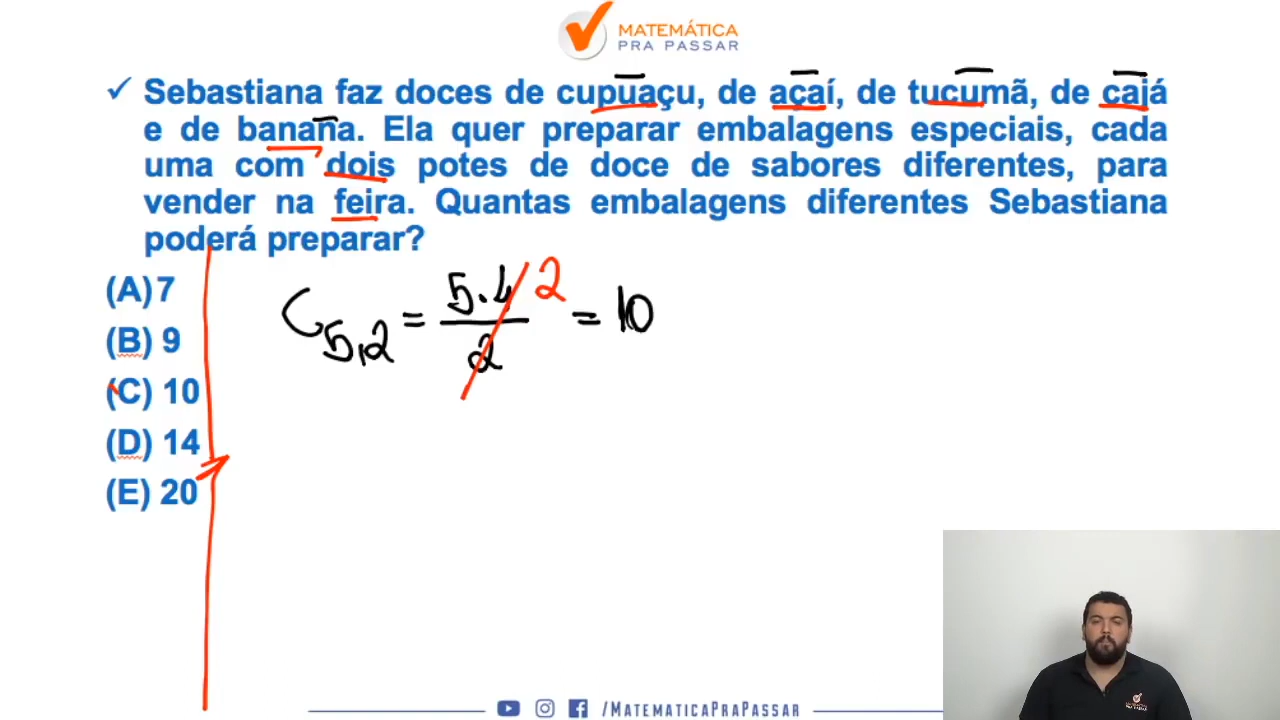 MATEMÁTICA
PRA PASSAR
✓ Sebastiana faz doces de cupuaçu, de açaí, de tucumã, de cajá
e de banana. Ela quer preparar embalagens especiais, cada
uma com dois potes de doce de sabores diferentes, para
vender na feira. Quantas embalagens diferentes Sebastiana
poderá preparar?
(A) 7
(B) 9
(C) 10
(D) 14
(E) 20
C5,2 = 5.4/2 2 = 10
/MatematicaPraPassar